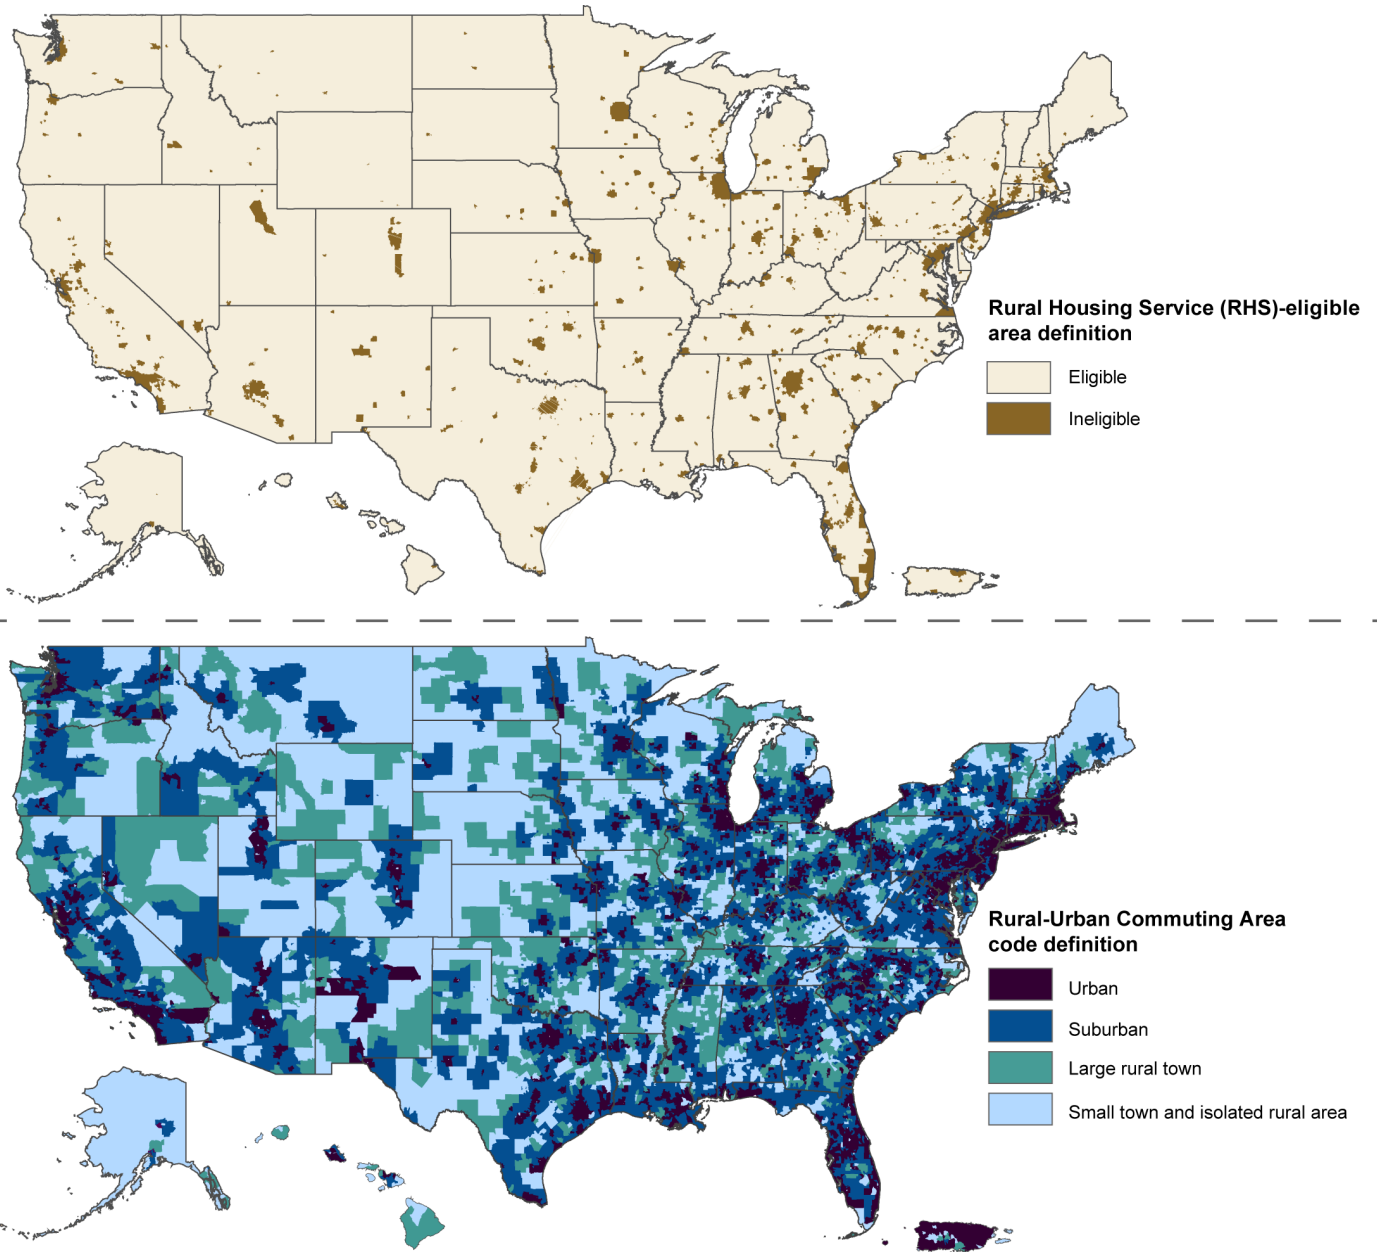 Rural Housing Service (RHS)-eligible
area definition
Eligible
Ineligible
Rural-Urban Commuting Area
code definition
Urban
Suburban
Large rural town
Small town and isolated rural area